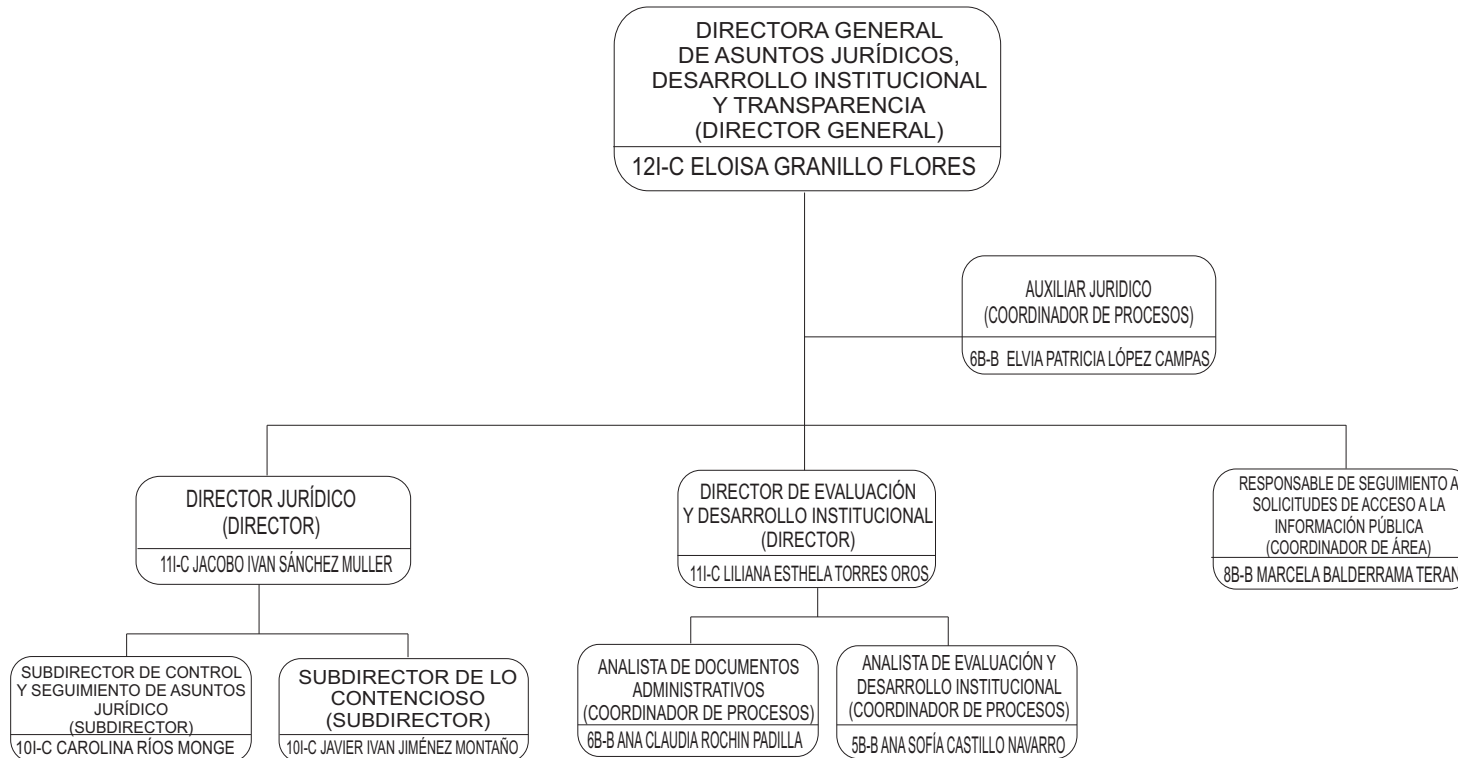 DIRECTORA GENERAL
DE ASUNTOS JURÍDICOS,
DESARROLLO INSTITUCIONAL
Y TRANSPARENCIA
(DIRECTOR GENERAL)
12I-C ELOISA GRANILLO FLORES
AUXILIAR JURIDICO
(COORDINADOR DE PROCESOS)
6B-B ELVIA PATRICIA LÓPEZ CAMPAS
DIRECTOR JURÍDICO
(DIRECTOR)
11I-C JACOBO IVAN SÁNCHEZ MULLER
DIRECTOR DE EVALUACIÓN
Y DESARROLLO INSTITUCIONAL
(DIRECTOR)
11I-C LILIANA ESTHELA TORRES OROS
RESPONSABLE DE SEGUIMIENTO A
SOLICITUDES DE ACCESO A LA
INFORMACIÓN PÚBLICA
(COORDINADOR DE ÁREA)
8B-B MARCELA BALDERRAMA TERAN
SUBDIRECTOR DE CONTROL
Y SEGUIMIENTO DE ASUNTOS
JURÍDICO
(SUBDIRECTOR)
10I-C CAROLINA RÍOS MONGE
SUBDIRECTOR DE LO
CONTENCIOSO
(SUBDIRECTOR)
10I-C JAVIER IVAN JIMÉNEZ MONTAÑO
ANALISTA DE DOCUMENTOS
ADMINISTRATIVOS
(COORDINADOR DE PROCESOS)
6B-B ANA CLAUDIA ROCHIN PADILLA
ANALISTA DE EVALUACIÓN Y
DESARROLLO INSTITUCIONAL
(COORDINADOR DE PROCESOS)
5B-B ANA SOFÍA CASTILLO NAVARRO